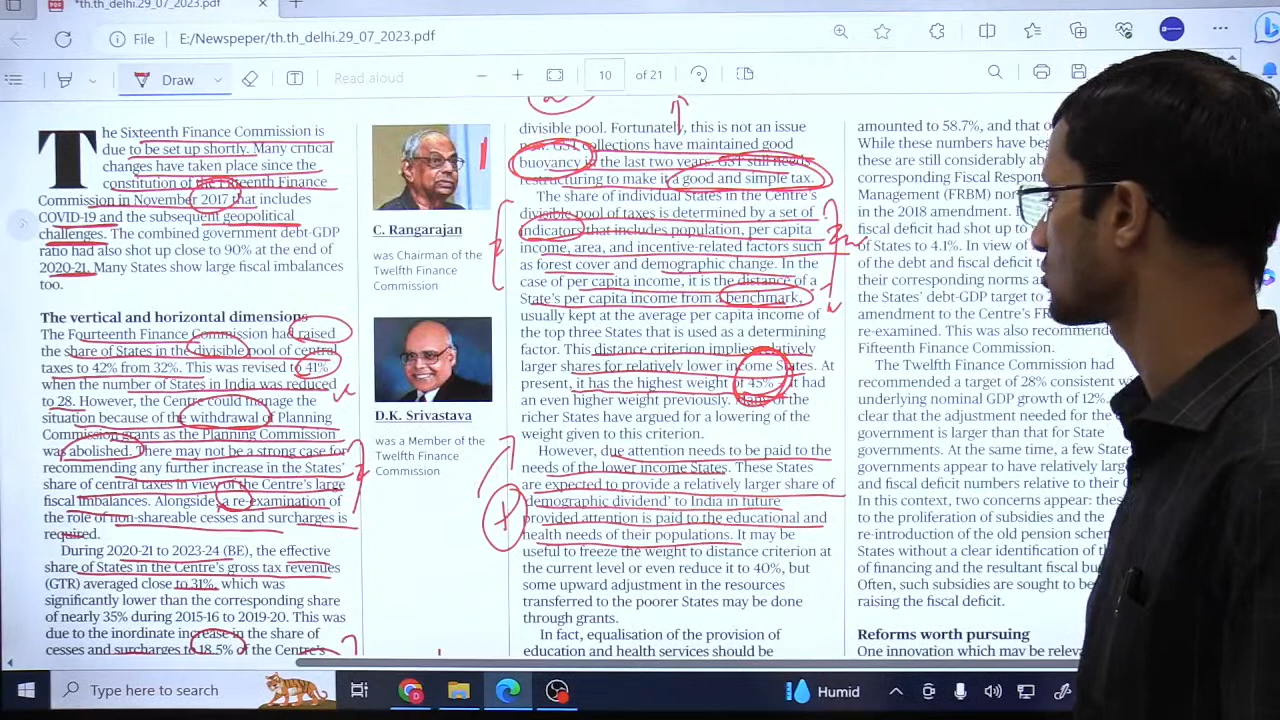 *th.th_delhi.29_07_2023.pdf
File
E:/Newspeper/th.th_delhi.29_07_2023.pdf
Draw
Read aloud
10 of 21
The Sixteenth Finance Commission is
due to be set up shortly. Many critical
changes have taken place since the
constitution of the Fifteenth Finance
Commission in November 2017 that includes
COVID-19 and the subsequent geopolitical
challenges. The combined government debt-GDP
ratio had also shot up close to 90% at the end of
2020-21. Many States show large fiscal imbalances
too.
The vertical and horizontal dimensions
The Fourteenth Finance Commission had raised
the share of States in the divisible pool of central
taxes to 42% from 32%. This was revised to 41%
when the number of States in India was reduced
to 28. However, the Centre could manage the
situation because of the withdrawal of Planning
Commission grants as the Planning Commission
was abolished. There may not be a strong case for
recommending any further increase in the States'
share of central taxes in view of the Centre's large
fiscal imbalances. Alongside a re-examination of
the role of non-shareable cesses and surcharges is
required.
During 2020-21 to 2023-24 (BE), the effective
share of States in the Centre's gross tax revenues
(GTR) averaged close to 31%, which was
significantly lower than the corresponding share
of nearly 35% during 2015-16 to 2019-20. This was
due to the inordinate increase in the share of
cesses and surcharges to 18.5% of the Centre's
C. Rangarajan
was Chairman of the
Twelfth Finance
Commission
D.K. Srivastava
was a Member of the
Twelfth Finance
Commission
divisible pool. Fortunately, this is not an issue
now. GST collections have maintained good
buoyancy in the last two years. GST still needs
restructuring to make it a good and simple tax.
The share of individual States in the Centre's
divisible pool of taxes is determined by a set of
indicators that includes population, per capita
income, area, and incentive-related factors such
as forest cover and demographic change. In the
case of per capita income, it is the distance of a
State's per capita income from a benchmark,
usually kept at the average per capita income of
the top three States that is used as a determining
factor. This distance criterion implies relatively
larger shares for relatively lower income States. At
present, it has the highest weight of 45% it had
an even higher weight previously. Many of the
richer States have argued for a lowering of the
weight given to this criterion.
However, due attention needs to be paid to the
needs of the lower income States. These States
are expected to provide a relatively larger share of
'demographic dividend' to India in future
provided attention is paid to the educational and
health needs of their populations. It may be
useful to freeze the weight to distance criterion at
the current level or even reduce it to 40%, but
some upward adjustment in the resources
transferred to the poorer States may be done
through grants.
In fact, equalisation of the provision of
education and health services should be
amounted to 58.7%, and that o
While these numbers have beg
these are still considerably ab
corresponding Fiscal Respons
Management (FRBM) nor
in the 2018 amendment.
fiscal deficit had shot up to
of States to 4.1%. In view o
of the debt and fiscal deficit
their corresponding norms a
the States' debt-GDP target to 2
amendment to the Centre's FR
re-examined. This was also recommende
Fifteenth Finance Commission.
The Twelfth Finance Commission had
recommended a target of 28% consistent w
underlying nominal GDP growth of 12%.
clear that the adjustment needed for the
government is larger than that for State
governments. At the same time, a few State
governments appear to have relatively larg
and fiscal deficit numbers relative to their
In this context, two concerns appear: thes
to the proliferation of subsidies and the
re-introduction of the old pension schem
States without a clear identification of th
of financing and the resultant fiscal bu
Often, such subsidies are sought to be
raising the fiscal deficit.
Reforms worth pursuing
One innovation which may be releva
Type here to search
Humid